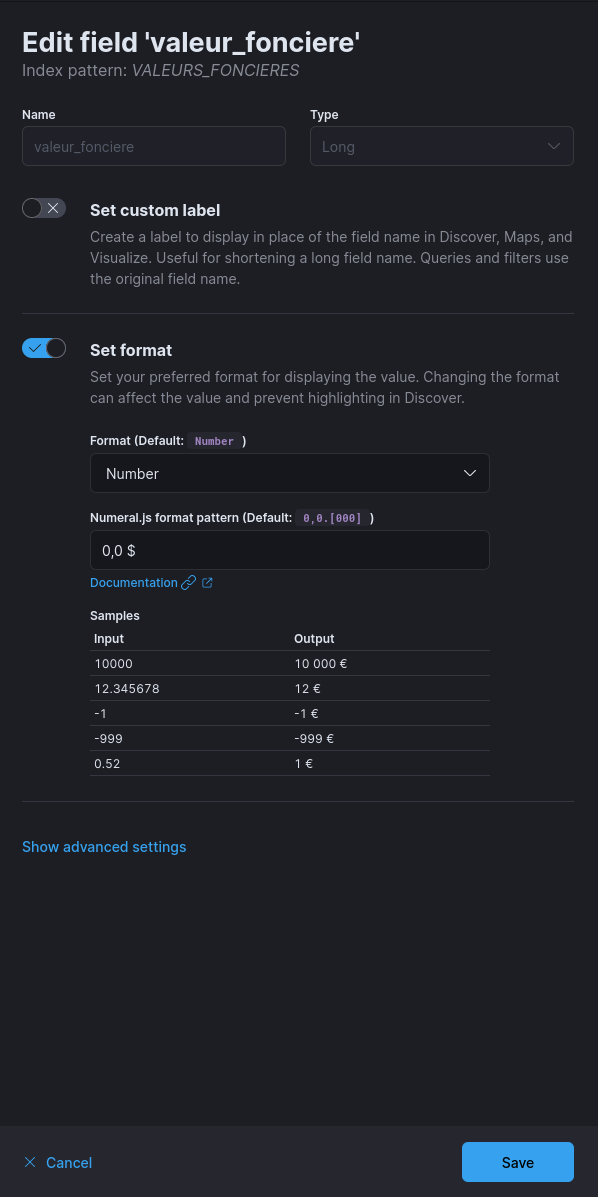 Edit field 'valeur_fonciere'
Index pattern: VALEURS_FONCIERES
Name
Type
valeur_fonciere
Long
Set custom label
Create a label to display in place of the field name in Discover, Maps, and
Visualize. Useful for shortening a long field name. Queries and filters use
the original field name.
Set format
Set your preferred format for displaying the value. Changing the format
can affect the value and prevent highlighting in Discover.
Format (Default: Number )
Number
Numeral.js format pattern (Default: 0,0.[000] )
0,0 $
Documentation
Samples
Input Output
10000 10 000 €
12.345678 12 €
-1 -1 €
-999 -999 €
0.52 1 €
Show advanced settings
Cancel
Save